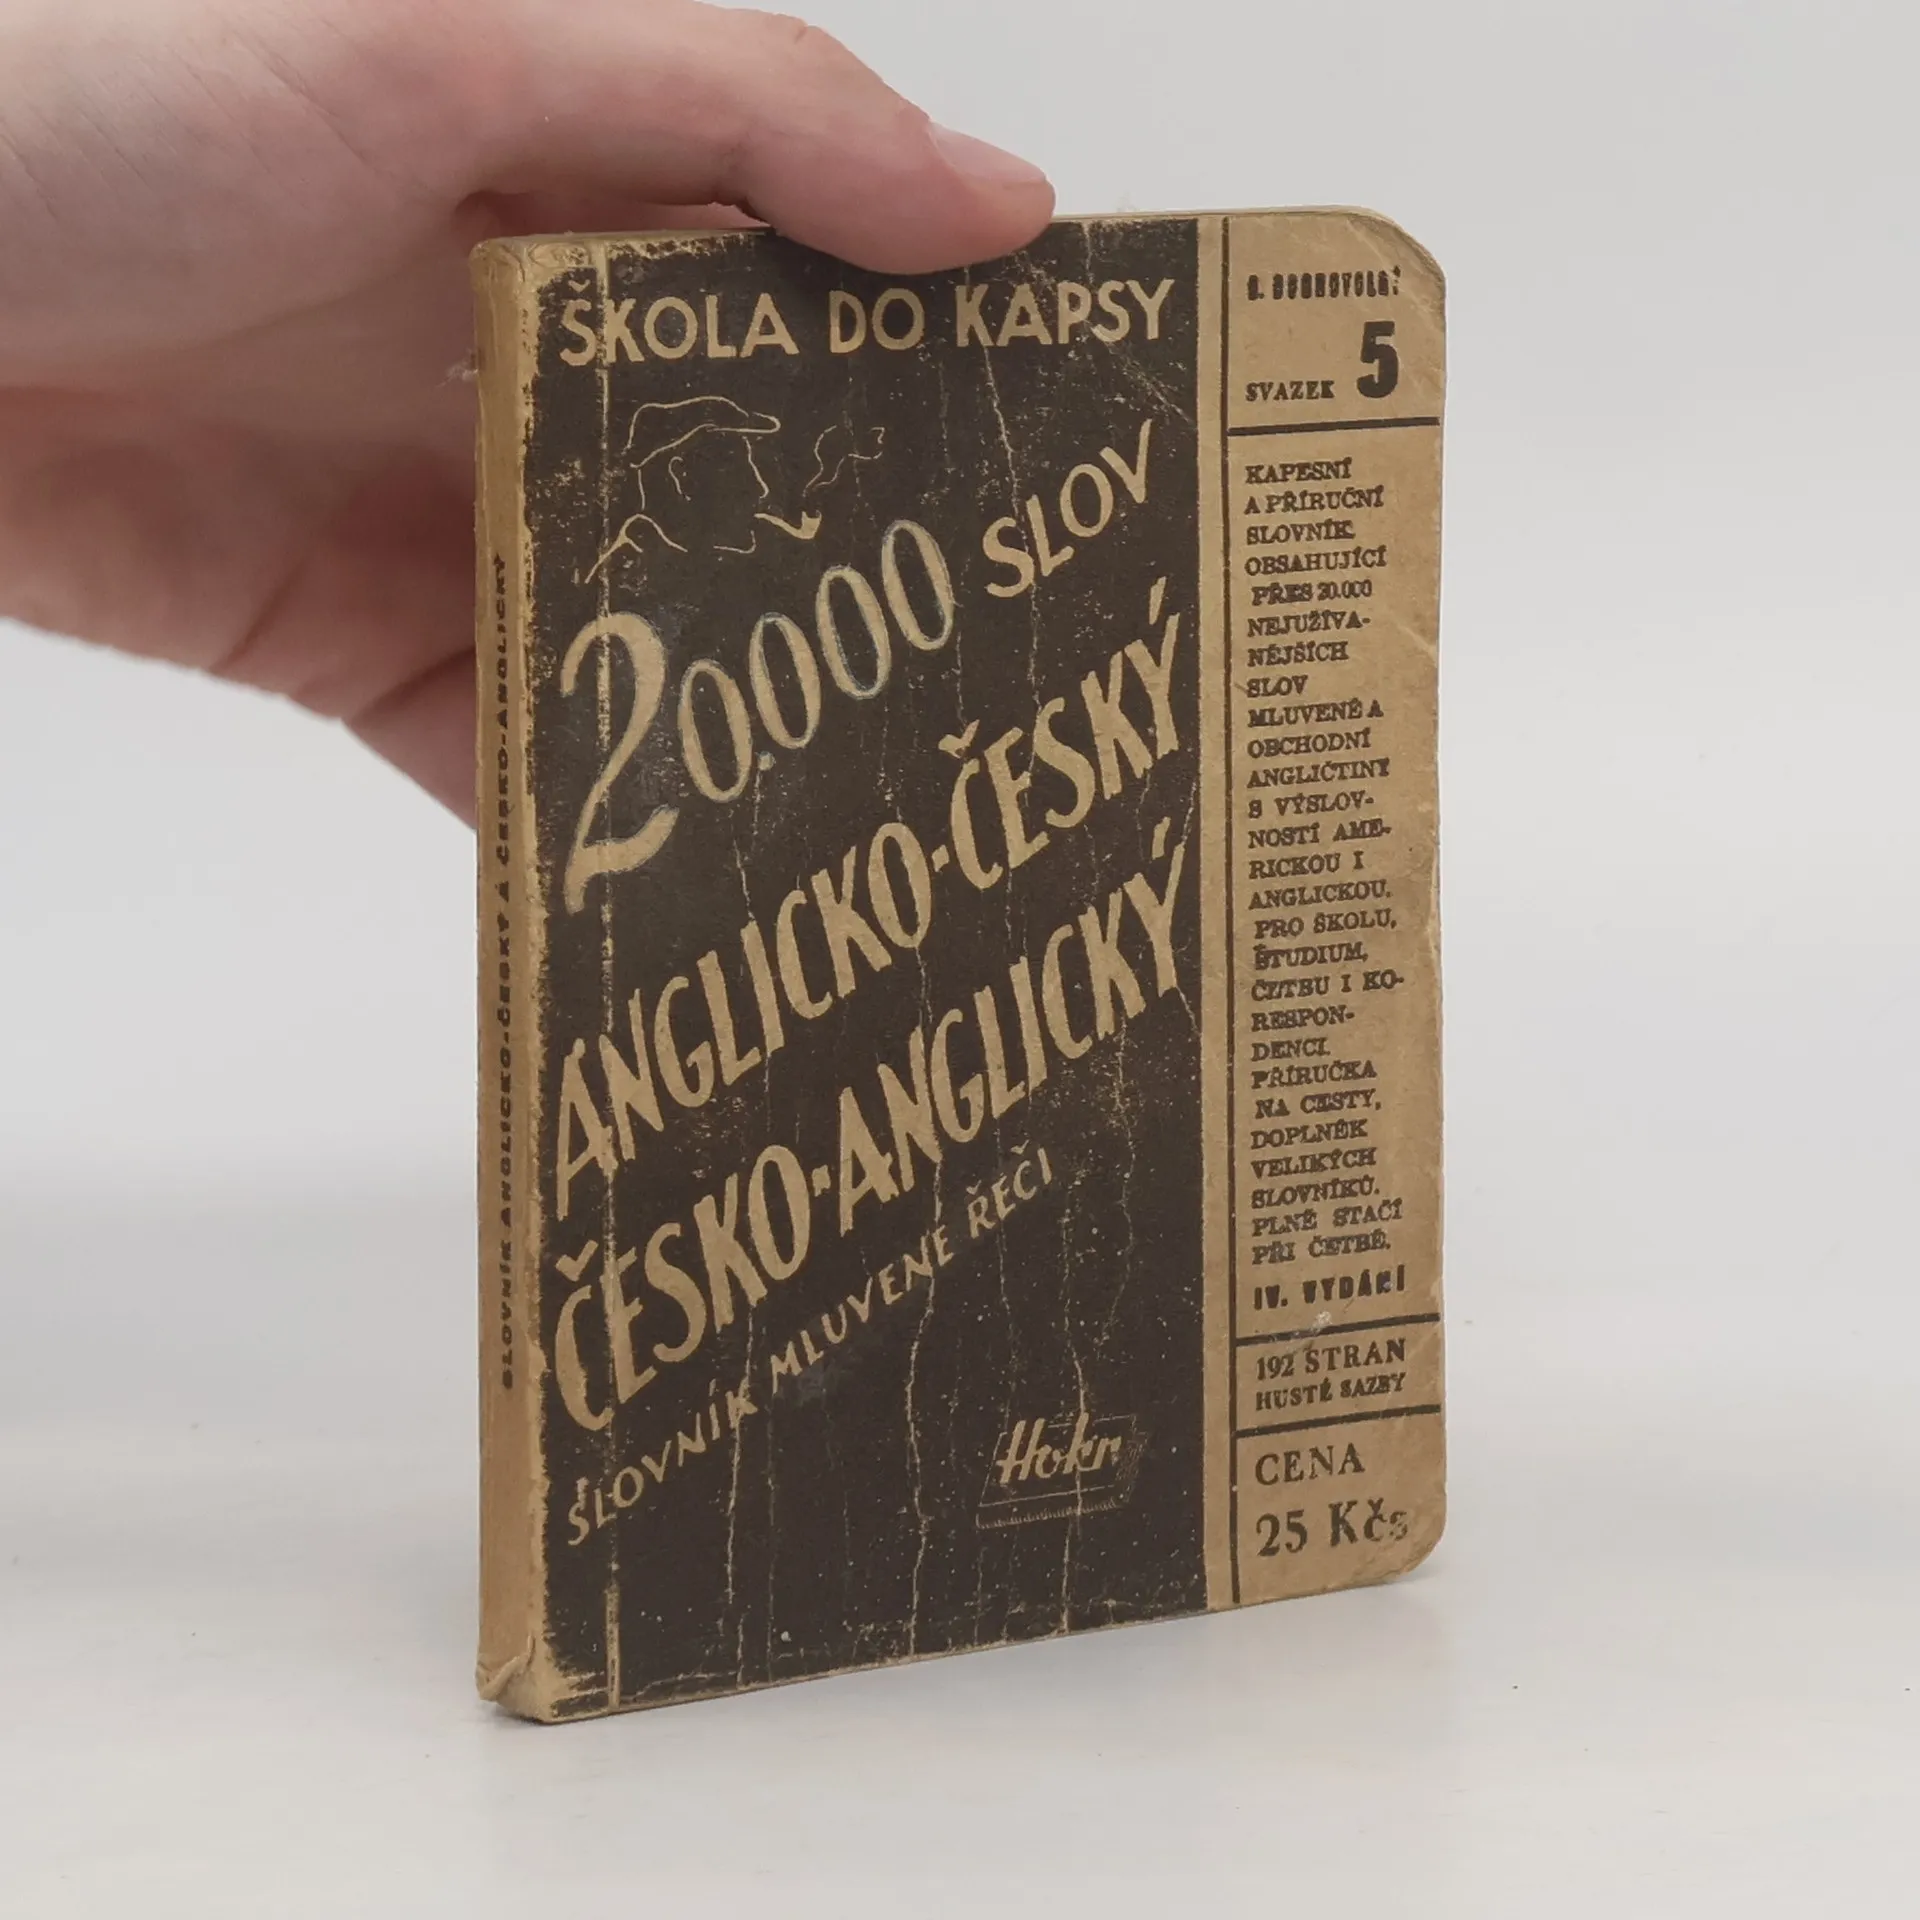 SLOVNÍK ANGLICKO-ČESKÝ A ČESKO-ANGLICKÝ
ŠKOLA DO KAPSY
20.000 SLOV
ANGLICKO-ČESKÝ
ČESKO-ANGLICKÝ
SLOVNÍK MLUVENÉ ŘEČI
Hokr
O. DOBROVOLNÝ
SVAZEK 5
KAPESNÍ
A PŘÍRUČNÍ
SLOVNÍK
OBSAHUJÍCÍ
PŘES 20.000
NEJUŽÍVA-
NĚJŠÍCH
SLOV
MLUVENÉ A
OBCHODNÍ
ANGLIČTINY
S VÝSLOV-
NOSTÍ AME-
RICKOU I
ANGLICKOU.
PRO ŠKOLU,
STUDIUM,
ČETBU I KO-
RESPON-
DENCI.
PŘÍRUČKA
NA CESTY,
DOPLNĚK
VELIKÝCH
SLOVNÍKŮ.
PLNĚ STAČÍ
PŘI ČETBĚ.
IV. VYDÁNÍ
192 STRAN
HUSTÉ SAZBY
CENA
25 Kčs